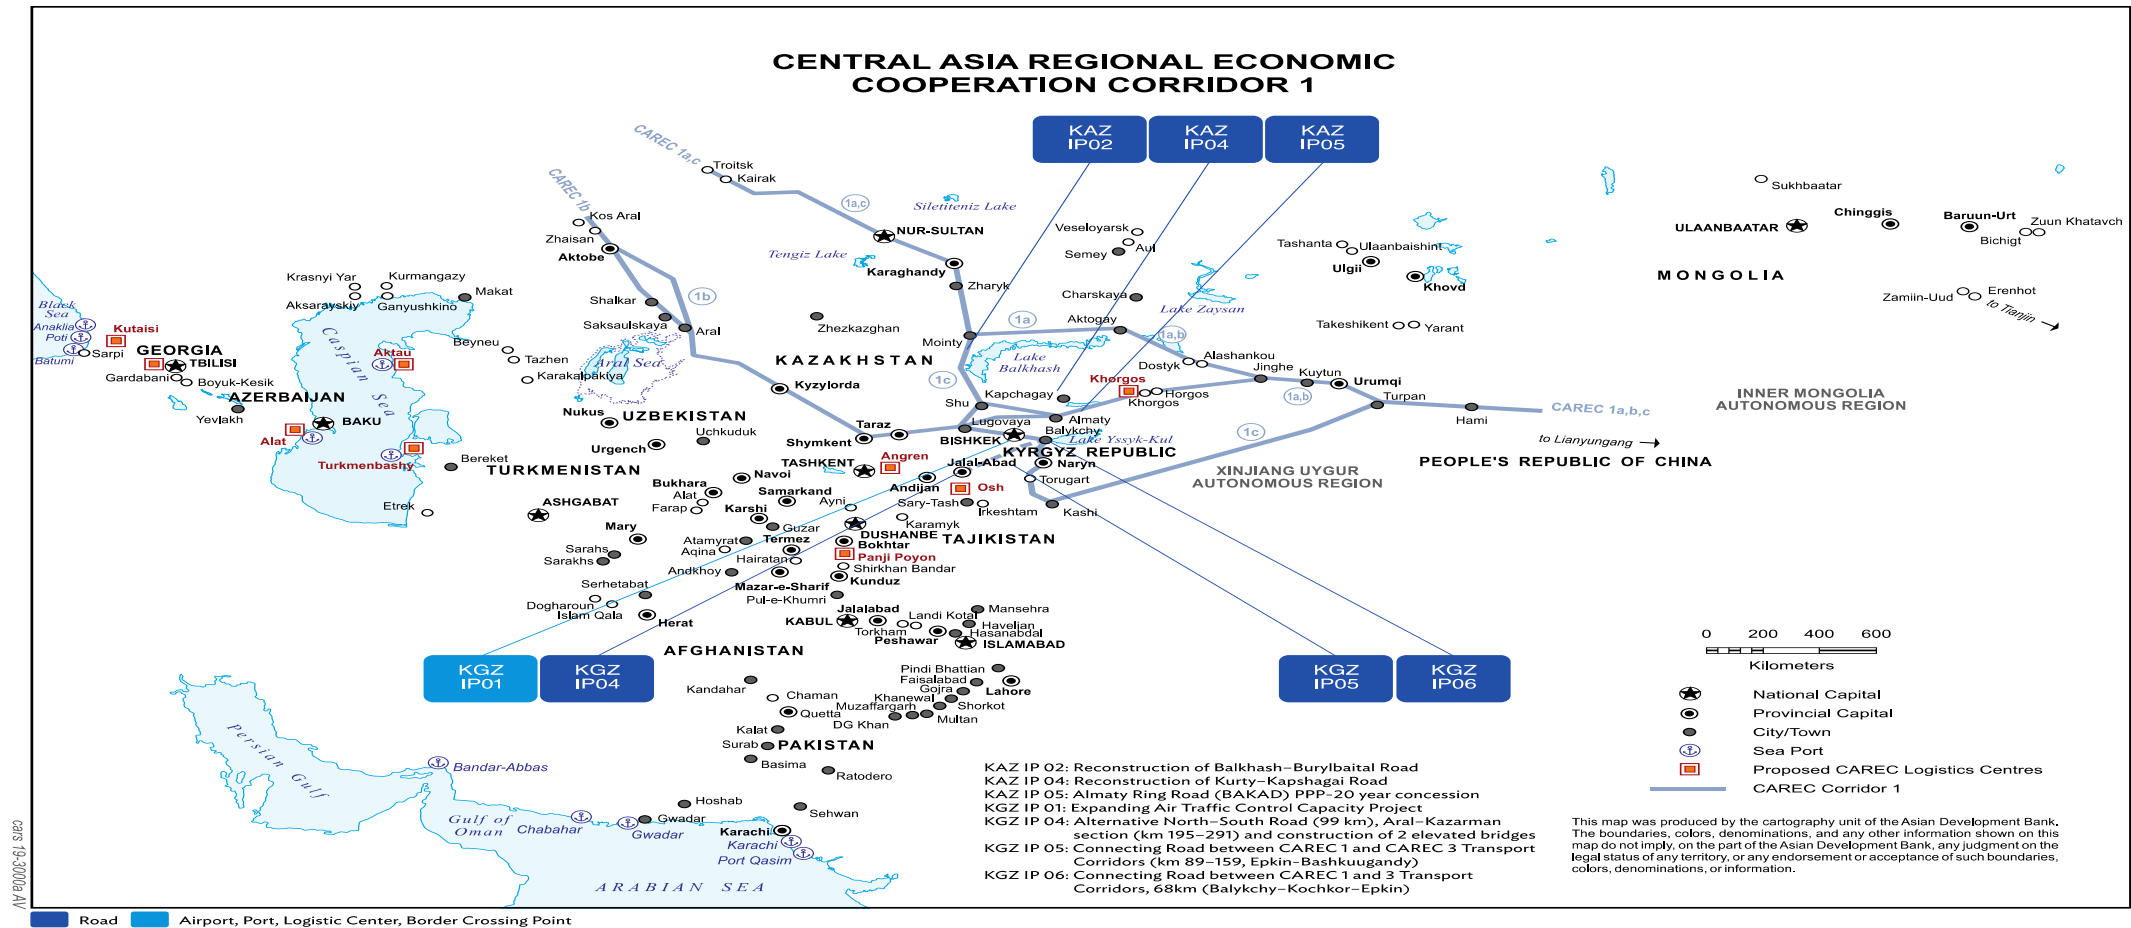 CENTRAL ASIA REGIONAL ECONOMIC
COOPERATION CORRIDOR 1
KAZ
IP02
KAZ
IP04
KAZ
IP05
CAREC 1a,c
Troitsk
Kairak
CAREC 1b
Kos Aral
Zhaisan
Aktobe
1a,c
Siletiteniz Lake
NUR-SULTAN
Tengiz Lake
Karaghandy
Zharyk
Veseloyarsk
Aul
Semey
Charskaya
Lake Zaysan
Tashanta
Ulaanbaishint
Ulgii
Khovd
Takeshikent
Yarant
Sukhbaatar
ULAANBAATAR
Chinggis
Baruun-Urt
Zuun Khatavch
Bichigt
MONGOLIA
Zamiin-Uud
Erenhot
to Tianjin
Krasnyi Yar
Kurmangazy
Aksarayskiy
Ganyushkino
Makat
Shalkar
1b
Saksaulskaya
Aral
Zhezkazghan
Black
Sea
Anaklia
Poti
Batumi
Sarpi
Kutaisi
GEORGIA
TBILISI
Gardabani
Boyuk-Kesik
AZERBAIJAN
Yevlakh
BAKU
Alat
Caspian Sea
Aktau
Turkmenbashy
Bereket
Etrek
Beyneu
Tazhen
Karakalpakiya
Aral Sea
KAZAKHSTAN
Mointy
1a
Aktogay
1a,b
Lake
Balkhash
Dostyk
Alashankou
Jinghe
Kuytun
Urumqi
Kyzylorda
1c
Shu
Kapchagay
Khorgos
Khorgos
Horgos
1a,b
Turpan
Hami
CAREC 1a,b,c
INNER MONGOLIA
AUTONOMOUS REGION
Nukus
UZBEKISTAN
Uchkuduk
Urgench
Taraz
Shymkent
Lugovaya
Almaty
BISHKEK
Balykchy
Lake Yssyk-Kul
1c
to Lianyungang
TURKMENISTAN
TASHKENT
Angren
KYRGYZ REPUBLIC
Jalal-Abad
Naryn
PEOPLE'S REPUBLIC OF CHINA
Navoi
Bukhara
Alat
Farap
Samarkand
Andijan
Osh
Torugart
XINJIANG UYGUR
AUTONOMOUS REGION
ASHGABAT
Karshi
Ayni
Sary-Tash
Irkeshtam
Kashi
Guzar
Karamyk
Mary
Atamyrat
Aqina
Termez
DUSHANBE
TAJIKISTAN
Bokhtar
Sarahs
Sarakhs
Hairatan
Panji Poyon
Andkhoy
Shirkhan Bandar
Serhetabat
Mazar-e-Sharif
Kunduz
Pul-e-Khumri
Dogharoun
Islam Qala
Herat
Jalalabad
KABUL
Torkham
Landi Kotal
Mansehra
Havelian
Hasanabdal
Peshawar
ISLAMABAD
AFGHANISTAN
KGZ
IP01
KGZ
IP04
KGZ
IP05
KGZ
IP06
Kandahar
Chaman
Quetta
Pindi Bhattian
Faisalabad
Gojra
Lahore
Khanewal
Shorkot
Muzaffargarh
Multan
DG Khan
Kalat
Surab
PAKISTAN
Basima
Ratodero
Persian Gulf
Bandar-Abbas
Hoshab
Sehwan
Gulf of
Oman
Chabahar
Gwadar
Gwadar
Karachi
Karachi
Port Qasim
ARABIAN SEA
0 200 400 600
Kilometers
National Capital
Provincial Capital
City/Town
Sea Port
Proposed CAREC Logistics Centres
CAREC Corridor 1
KAZ IP 02: Reconstruction of Balkhash–Burylbaital Road
KAZ IP 04: Reconstruction of Kurty–Kapshagai Road
KAZ IP 05: Almaty Ring Road (BAKAD) PPP-20 year concession
KGZ IP 01: Expanding Air Traffic Control Capacity Project
KGZ IP 04: Alternative North–South Road (99 km), Aral–Kazarman
section (km 195–291) and construction of 2 elevated bridges
KGZ IP 05: Connecting Road between CAREC 1 and CAREC 3 Transport
Corridors (km 89–159, Epkin-Bashkuugandy)
KGZ IP 06: Connecting Road between CAREC 1 and 3 Transport
Corridors, 68km (Balykchy–Kochkor–Epkin)
This map was produced by the cartography unit of the Asian Development Bank.
The boundaries, colors, denominations, and any other information shown on this
map do not imply, on the part of the Asian Development Bank, any judgment on the
legal status of any territory, or any endorsement or acceptance of such boundaries,
colors, denominations, or information.
cars 19-3000a AV
Road
Airport, Port, Logistic Center, Border Crossing Point